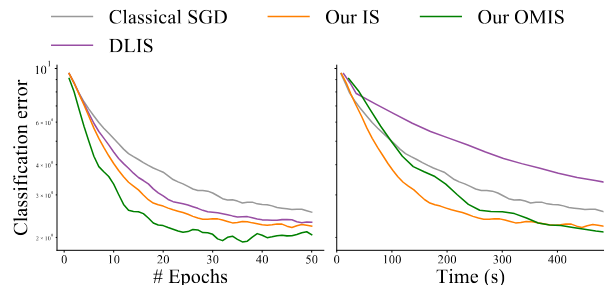 Classical SGD Our IS Our OMIS
DLIS
Classification error
10¹
6 × 10⁰
4 × 10⁰
3 × 10⁰
2 × 10⁰
0 10 20 30 40 50
0 100 200 300 400
# Epochs Time (s)